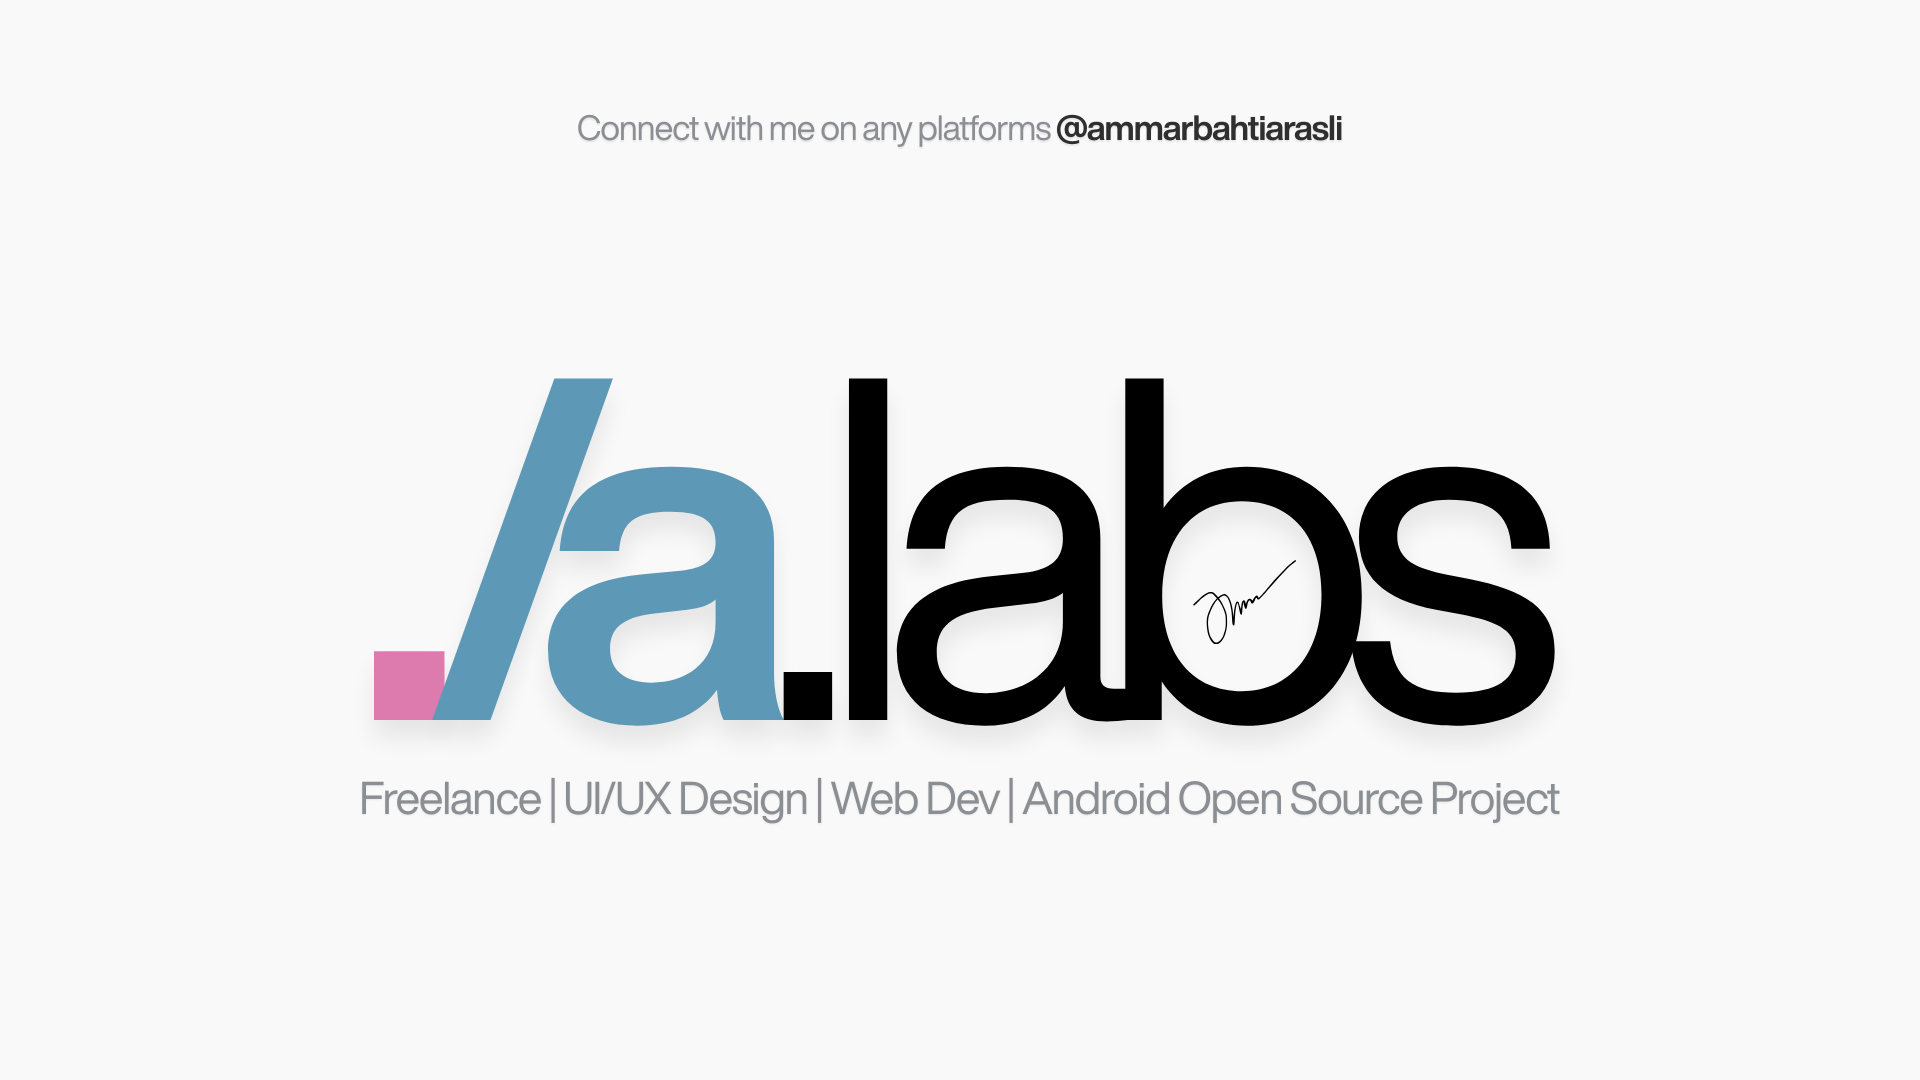 Connect with me on any platforms @ammarbahtiarasli
./a.labs
Freelance | UI/UX Design | Web Dev | Android Open Source Project